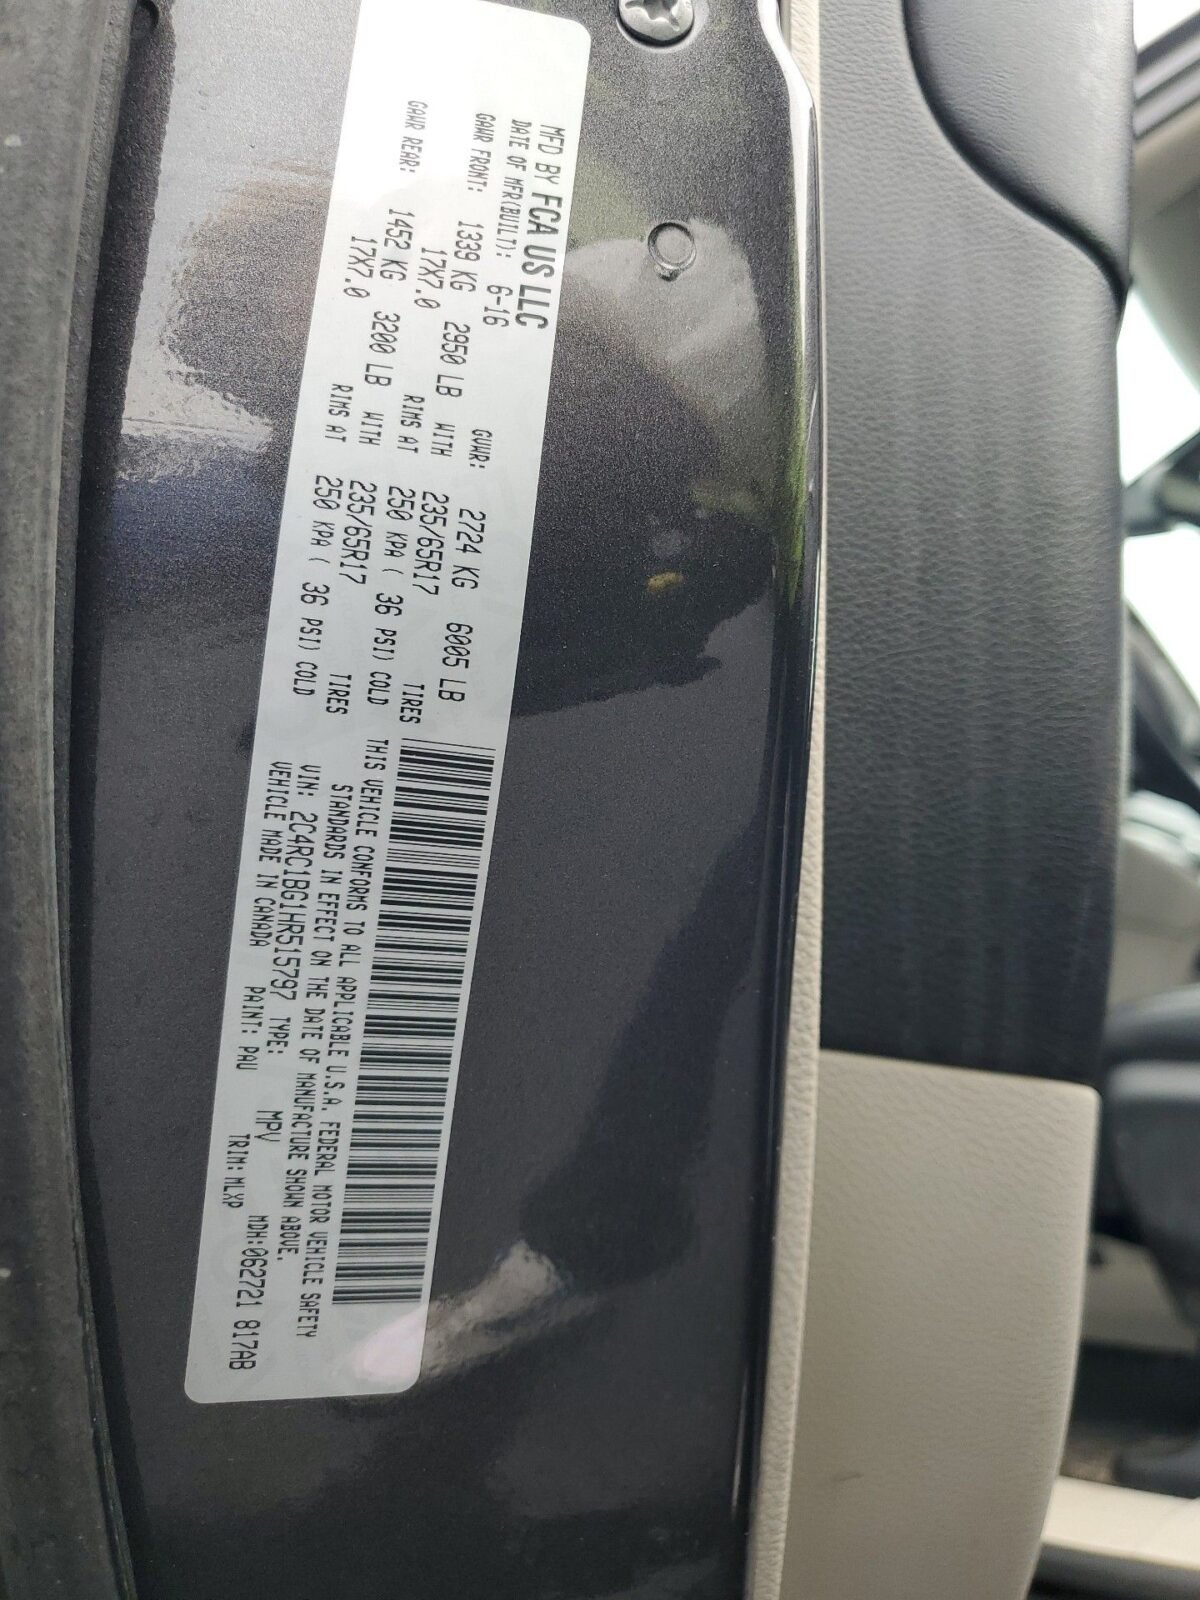 MFD BY FCA US LLC
DATE OF MFR(BUILT): 6-16 GVWR: 2724 KG 6005 LB
GAWR FRONT: 1339 KG 2950 LB WITH 235/65R17 TIRES
17X7.0 RIMS AT 250 KPA ( 36 PSI) COLD
GAWR REAR: 1452 KG 3200 LB WITH 235/65R17 TIRES
17X7.0 RIMS AT 250 KPA ( 36 PSI) COLD
THIS VEHICLE CONFORMS TO ALL APPLICABLE U.S.A. FEDERAL MOTOR VEHICLE SAFETY
STANDARDS IN EFFECT ON THE DATE OF MANUFACTURE SHOWN ABOVE.
VIN: 2C4RC1BG1HR515797 TYPE: MPV MDH:062721 817AB
VEHICLE MADE IN CANADA PAINT: PAU TRIM: MLXP